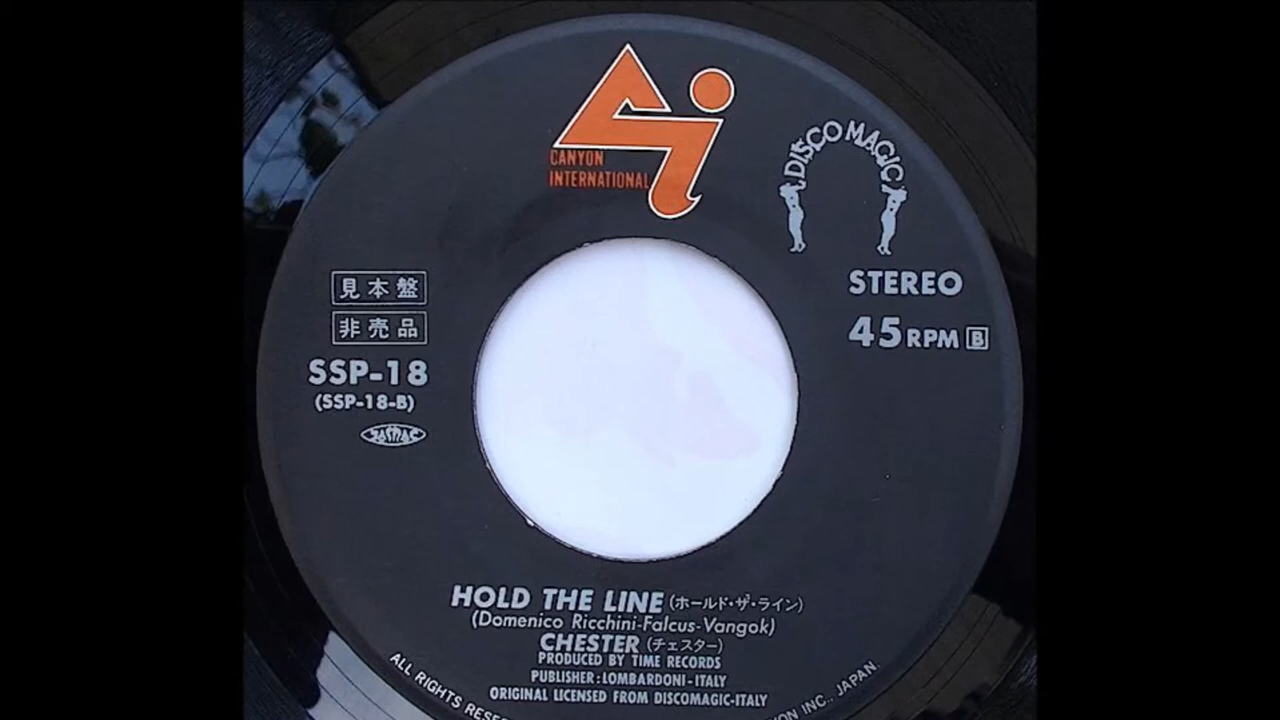 CANYON
INTERNATIONAL
DISCO MAGIC
STEREO
45 RPM B
見本盤
非売品
SSP-18
(SSP-18-B)
HOLD THE LINE (ホールド・ザ・ライン)
(Domenico Ricchini-Falcus-Vangok)
CHESTER (チェスター)
PRODUCED BY TIME RECORDS
PUBLISHER:LOMBARDONI-ITALY
ORIGINAL LICENSED FROM DISCOMAGIC-ITALY
ALL RIGHTS
INC., JAPAN